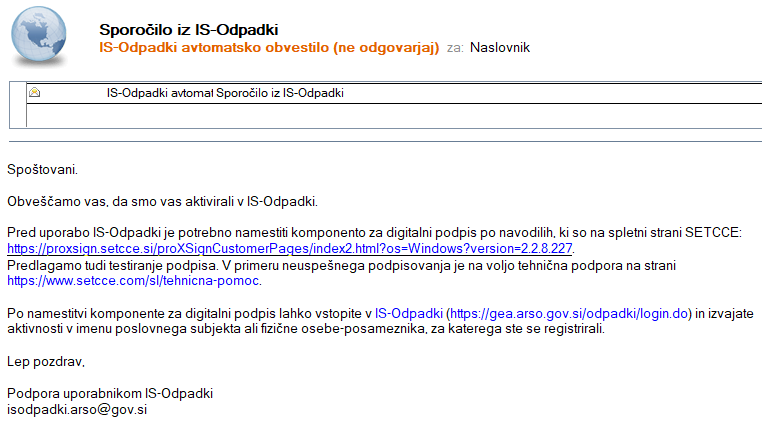 Sporočilo iz IS-Odpadki
IS-Odpadki avtomatsko obvestilo (ne odgovarjaj) za: Naslovnik
IS-Odpadki avtomat Sporočilo iz IS-Odpadki
Spoštovani.
Obveščamo vas, da smo vas aktivirali v IS-Odpadki.
Pred uporabo IS-Odpadki je potrebno namestiti komponento za digitalni podpis po navodilih, ki so na spletni strani SETCCE:
https://proxsign.setcce.si/proXSignCustomerPages/index2.html?os=Windows?version=2.2.8.227.
Predlagamo tudi testiranje podpisa. V primeru neuspešnega podpisovanja je na voljo tehnična podpora na strani
https://www.setcce.com/sl/tehnicna-pomoc.
Po namestitvi komponente za digitalni podpis lahko vstopite v IS-Odpadki (https://gea.arso.gov.si/odpadki/login.do) in izvajate
aktivnosti v imenu poslovnega subjekta ali fizične osebe-posameznika, za katerega ste se registrirali.
Lep pozdrav,
Podpora uporabnikom IS-Odpadki
isodpadki.arso@gov.si